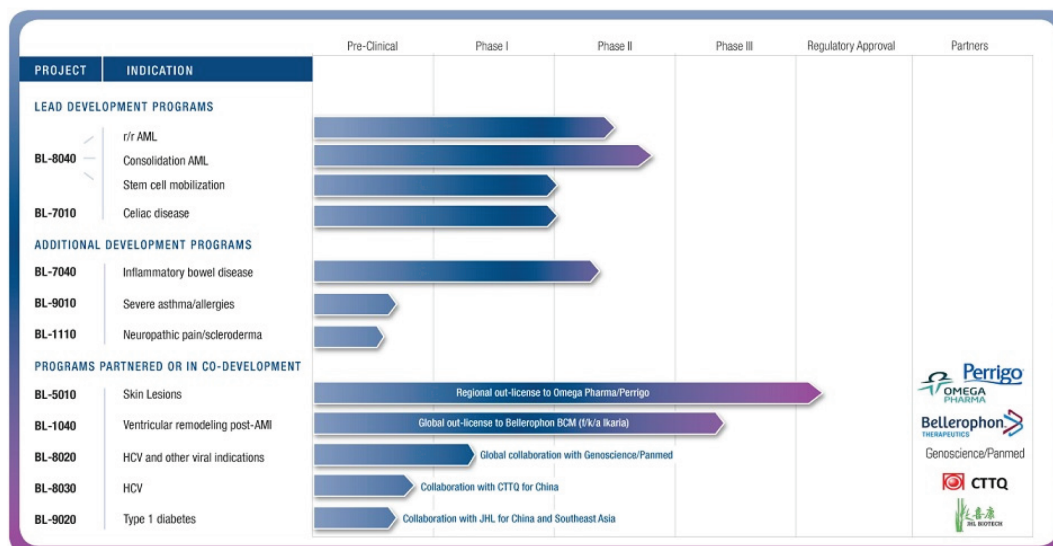 Pre-Clinical Phase I Phase II Phase III Regulatory Approval Partners
PROJECT INDICATION
LEAD DEVELOPMENT PROGRAMS
r/r AML
BL-8040 Consolidation AML
Stem cell mobilization
BL-7010 Celiac disease
ADDITIONAL DEVELOPMENT PROGRAMS
BL-7040 Inflammatory bowel disease
BL-9010 Severe asthma/allergies
BL-1110 Neuropathic pain/scleroderma
PROGRAMS PARTNERED OR IN CO-DEVELOPMENT
BL-5010 Skin Lesions Regional out-license to Omega Pharma/Perrigo Perrigo
OMEGA
PHARMA
BL-1040 Ventricular remodeling post-AMI Global out-license to Bellerophon BCM (f/k/a Ikaria) Bellerophon
THERAPEUTICS
BL-8020 HCV and other viral indications Global collaboration with Genoscience/Panmed Genoscience/Panmed
BL-8030 HCV Collaboration with CTTQ for China CTTQ
BL-9020 Type 1 diabetes Collaboration with JHL for China and Southeast Asia 喜康
JHL BIOTECH